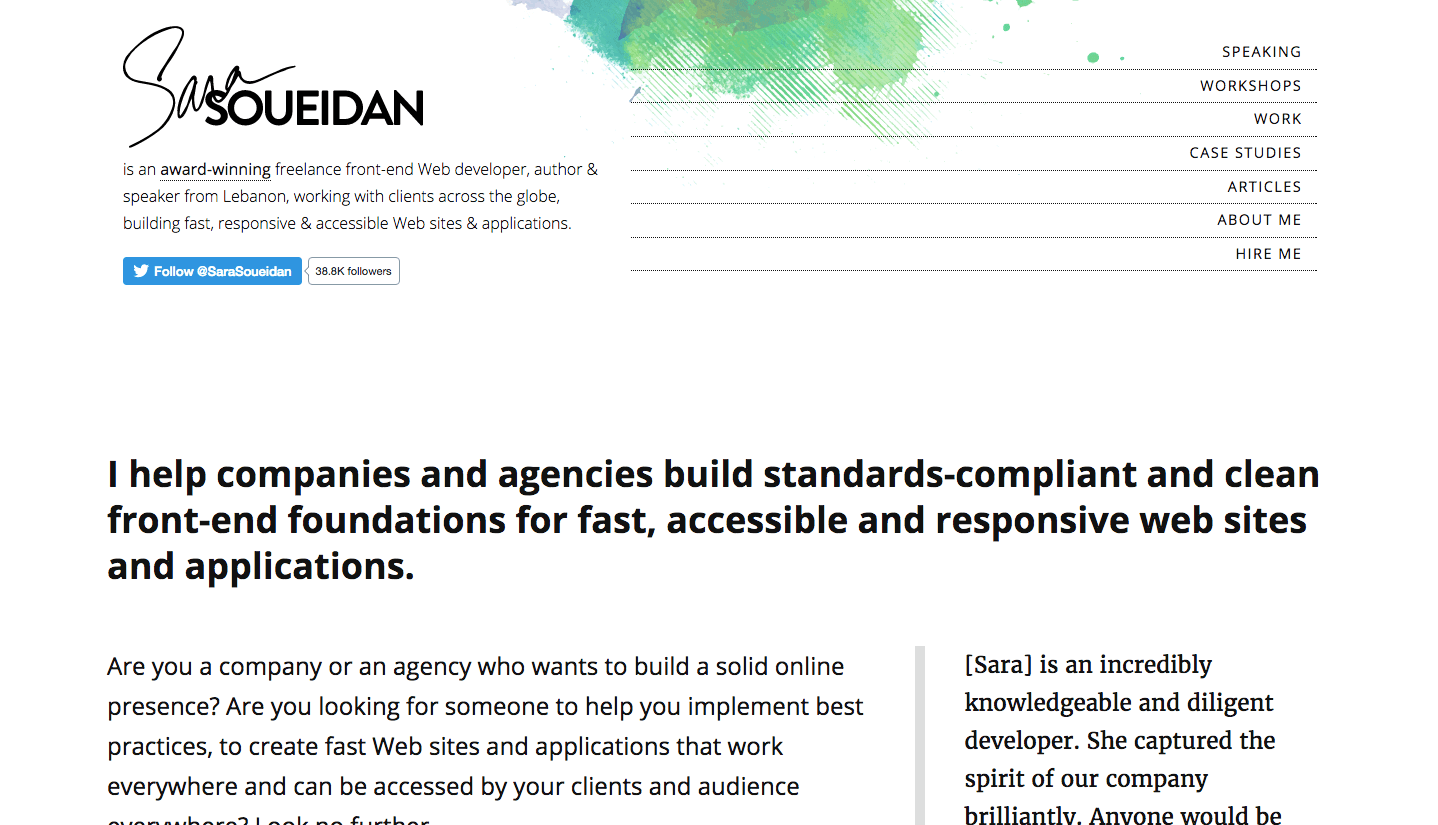 Sara
SOUEIDAN
is an award-winning freelance front-end Web developer, author &
speaker from Lebanon, working with clients across the globe,
building fast, responsive & accessible Web sites & applications.
Follow @SaraSoueidan
38.8K followers
SPEAKING
WORKSHOPS
WORK
CASE STUDIES
ARTICLES
ABOUT ME
HIRE ME
I help companies and agencies build standards-compliant and clean
front-end foundations for fast, accessible and responsive web sites
and applications.
Are you a company or an agency who wants to build a solid online
presence? Are you looking for someone to help you implement best
practices, to create fast Web sites and applications that work
everywhere and can be accessed by your clients and audience
everywhere? Look no further.
[Sara] is an incredibly
knowledgeable and diligent
developer. She captured the
spirit of our company
brilliantly. Anyone would be